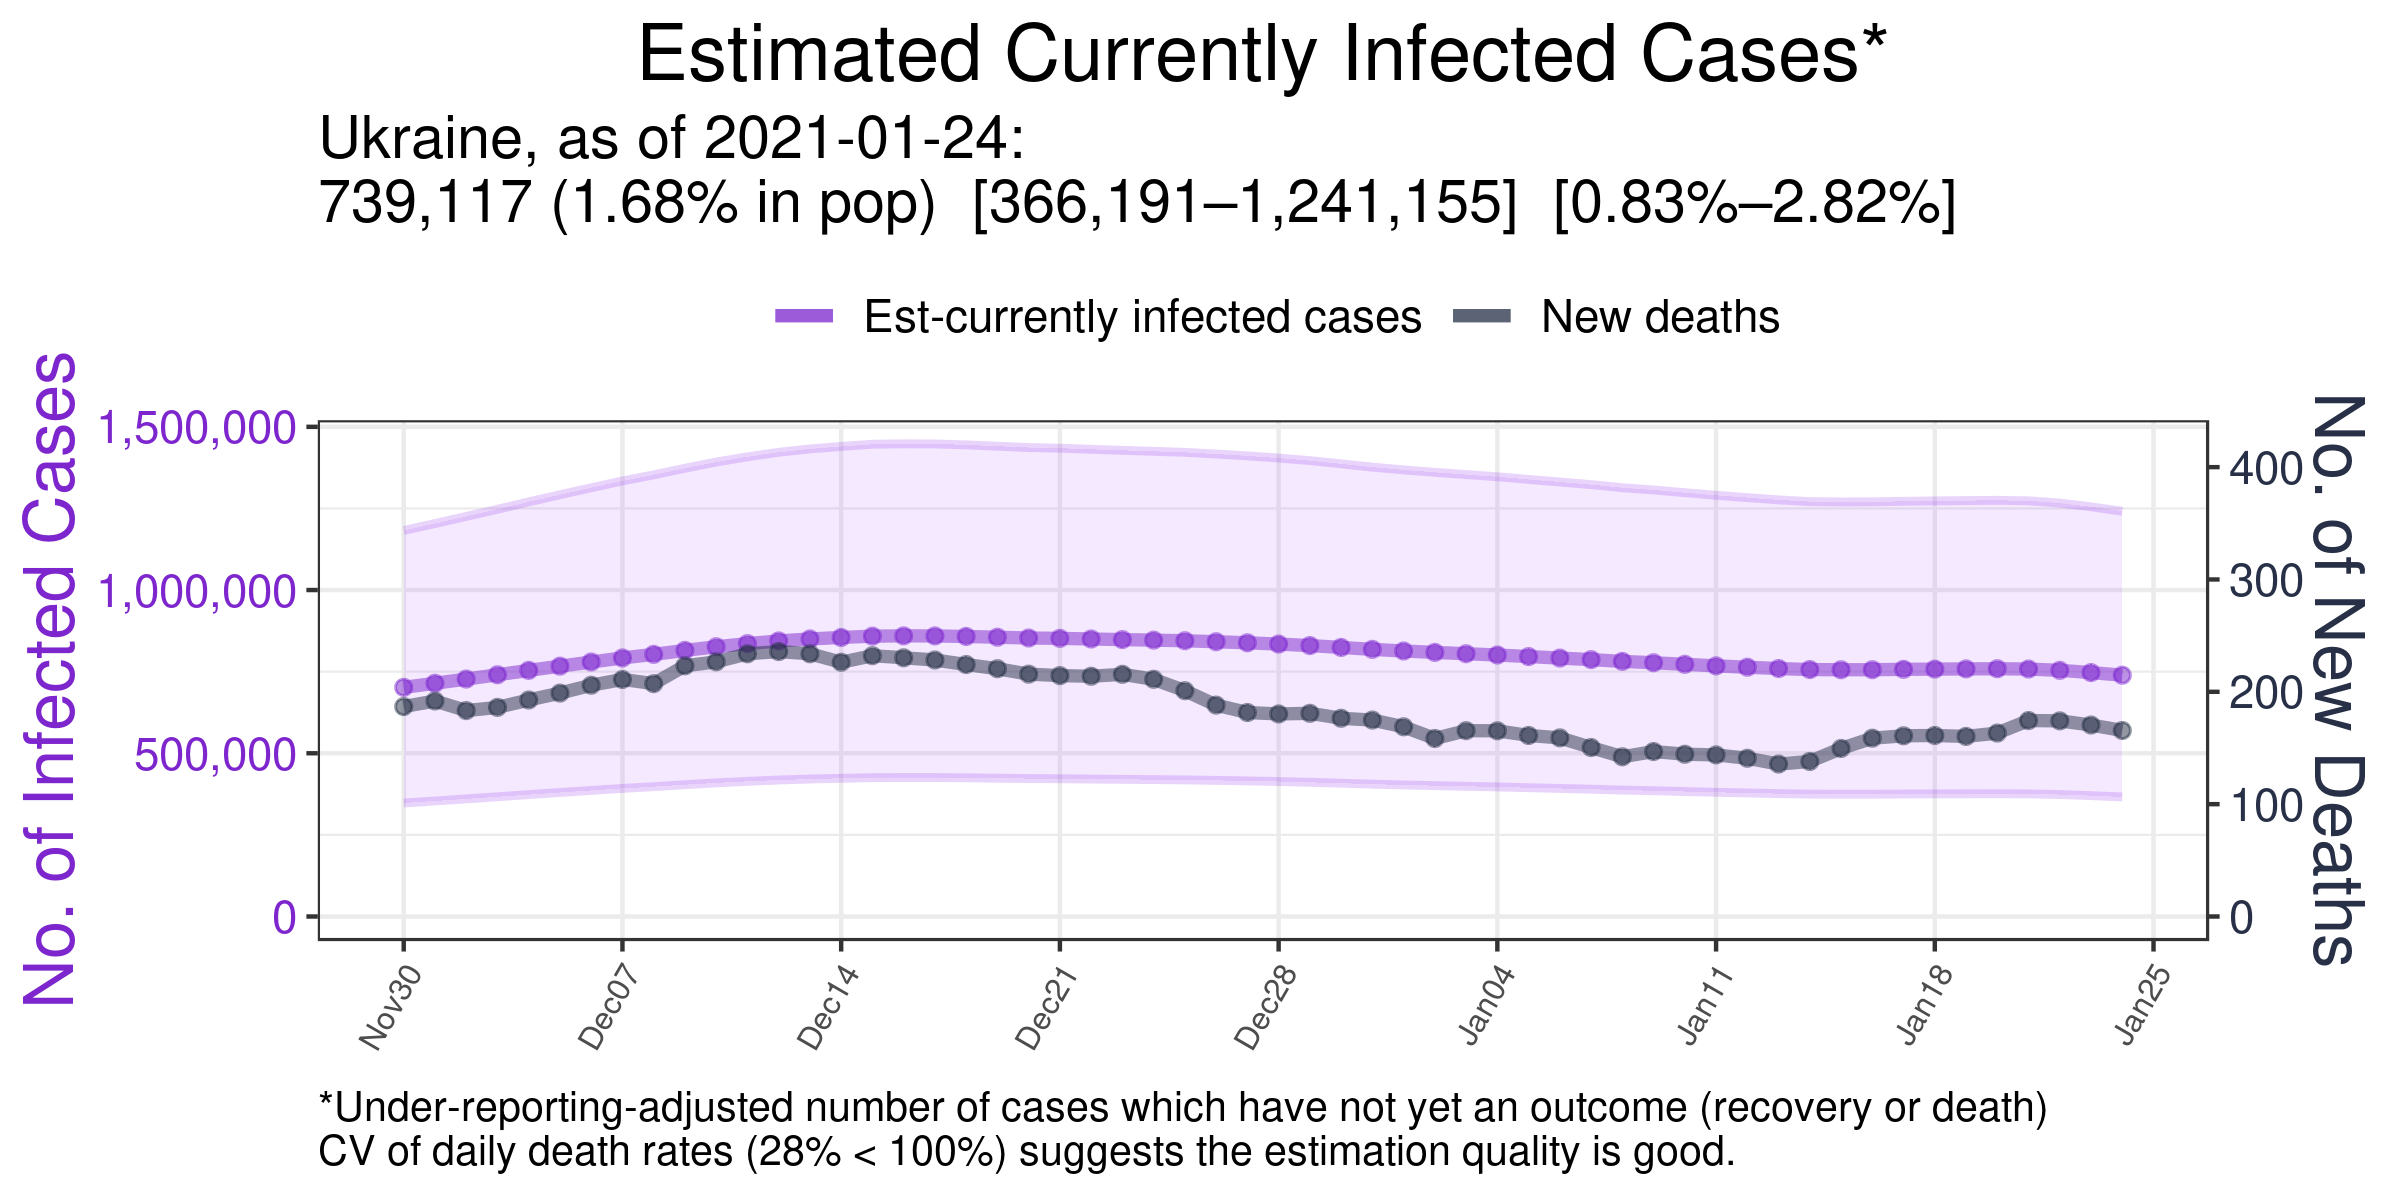 Estimated Currently Infected Cases*
Ukraine, as of 2021-01-24:
739,117 (1.68% in pop) [366,191–1,241,155] [0.83%–2.82%]
Est-currently infected cases
New deaths
No. of Infected Cases
1,500,000
1,000,000
500,000
0
400
300
200
100
0
No. of New Deaths
Nov30
Dec07
Dec14
Dec21
Dec28
Jan04
Jan11
Jan18
Jan25
*Under-reporting-adjusted number of cases which have not yet an outcome (recovery or death)
CV of daily death rates (28% < 100%) suggests the estimation quality is good.